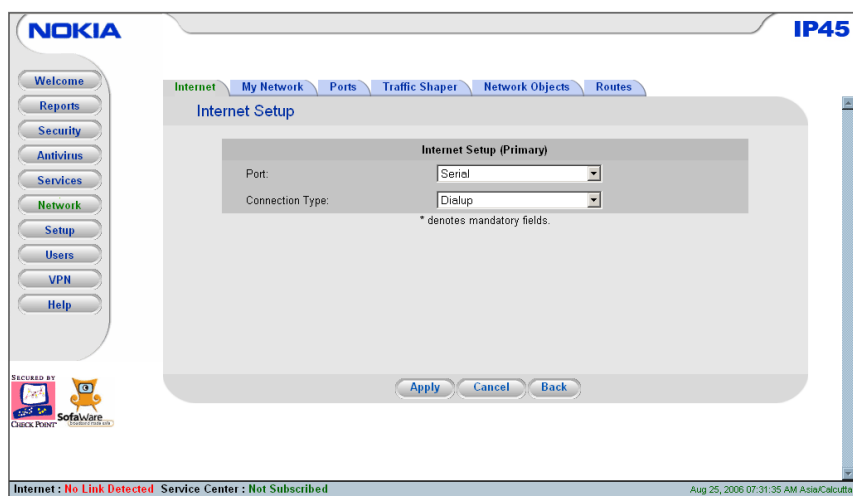 NOKIA
IP45
Welcome
Reports
Security
Antivirus
Services
Network
Setup
Users
VPN
Help
Internet My Network Ports Traffic Shaper Network Objects Routes
Internet Setup
Internet Setup (Primary)
Port: Serial
Connection Type: Dialup
* denotes mandatory fields.
Apply Cancel Back
SECURED BY
CHECK POINT
SofaWare
Internet : No Link Detected Service Center : Not Subscribed
Aug 25, 2006 07:31:35 AM Asia/Calcutta